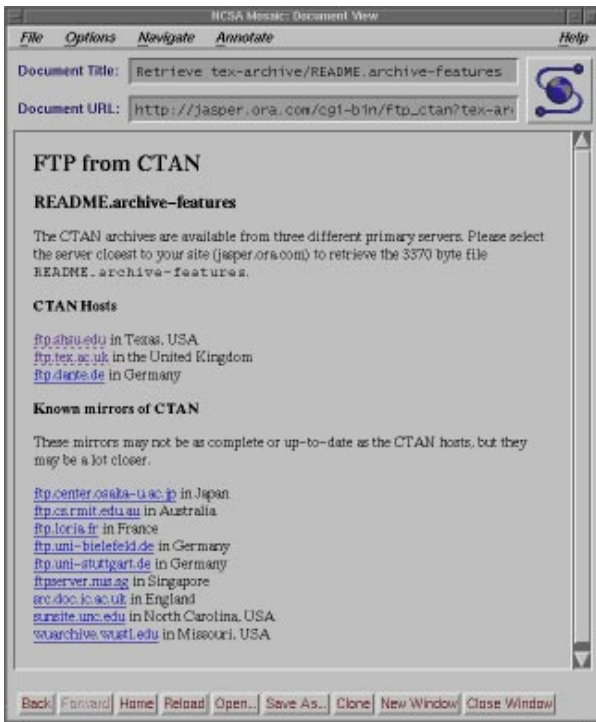 NCSA Mosaic: Document View
File Options Navigate Annotate Help
Document Title: Retrieve tex-archive/README.archive-features
Document URL: http://jasper.ora.com/cgi-bin/ftp_ctan?tex-ar
FTP from CTAN
README.archive-features
The CTAN archives are available from three different primary servers. Please select
the server closest to your site (jasper.ora.com) to retrieve the 3370 byte file
README.archive-features.
CTAN Hosts
ftp.shsu.edu in Texas, USA
ftp.tex.ac.uk in the United Kingdom
ftp.dante.de in Germany
Known mirrors of CTAN
These mirrors may not be as complete or up-to-date as the CTAN hosts, but they
may be a lot closer.
ftp.center.osaka-u.ac.jp in Japan
ftp.cs.rmit.edu.au in Australia
ftp.loria.fr in France
ftp.uni-bielefeld.de in Germany
ftp.uni-stuttgart.de in Germany
ftpserver.nus.sg in Singapore
src.doc.ic.ac.uk in England
sunsite.unc.edu in North Carolina, USA
wuarchive.wustl.edu in Missouri, USA
Back Forward Home Reload Open... Save As... Clone New Window Close Window